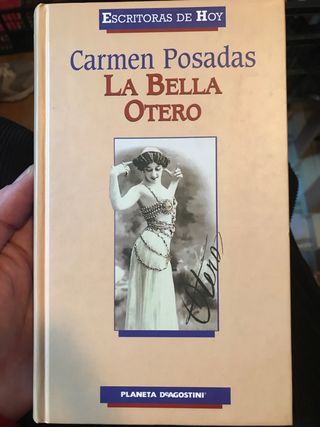 ESCRITORAS DE HOY
Carmen Posadas
LA BELLA
OTERO
Otero
PLANETA DEAGOSTINI